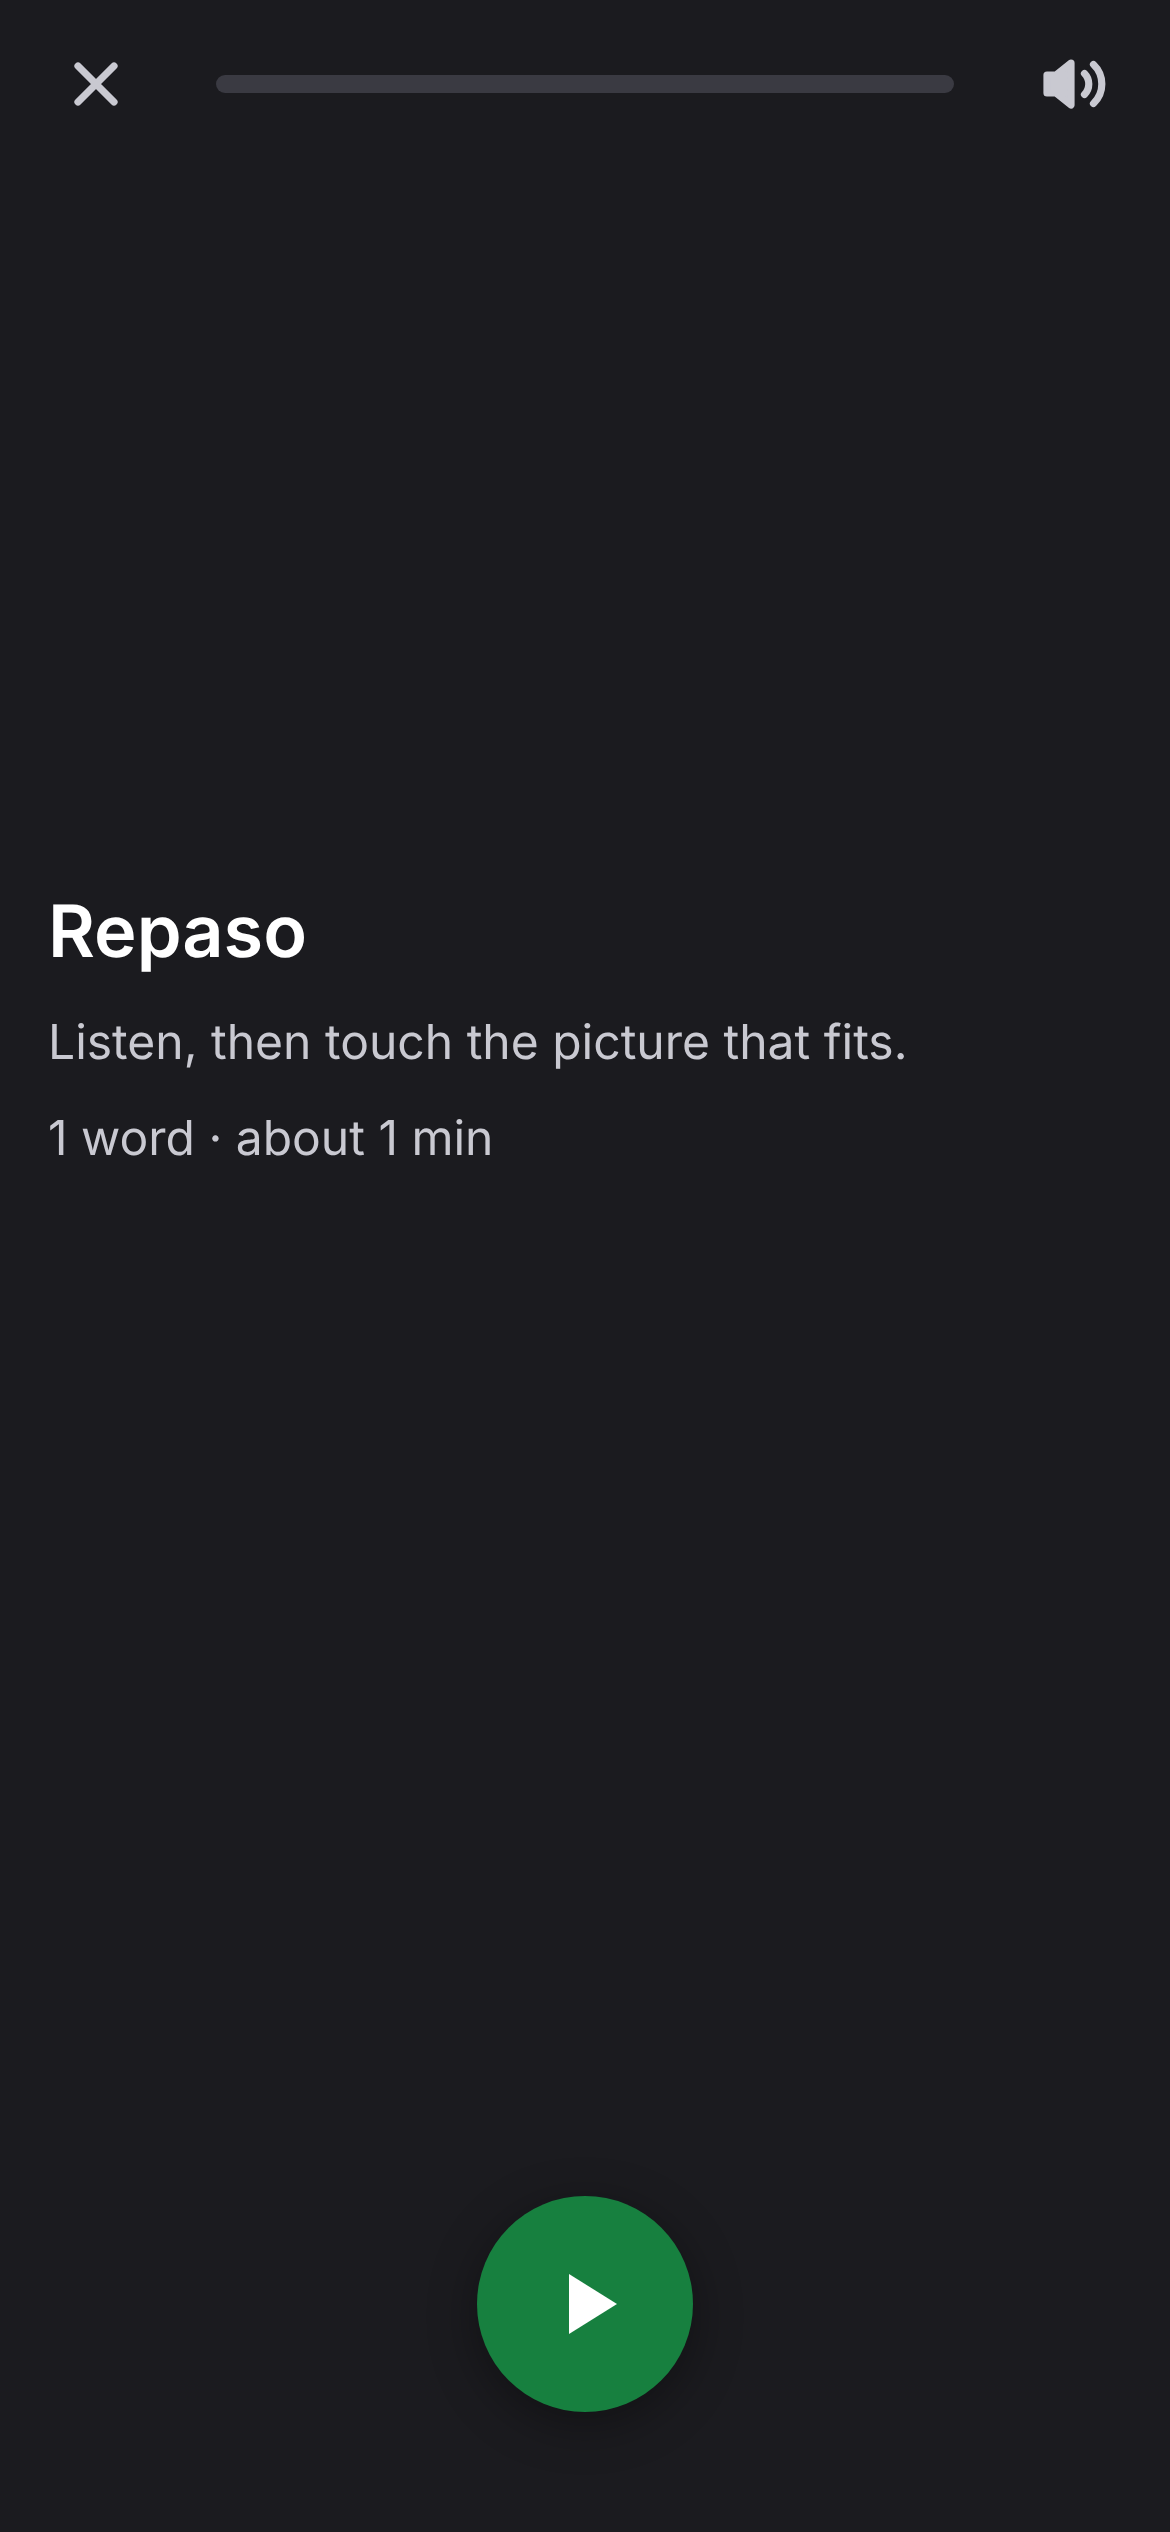 Repaso
Listen, then touch the picture that fits.
1 word · about 1 min